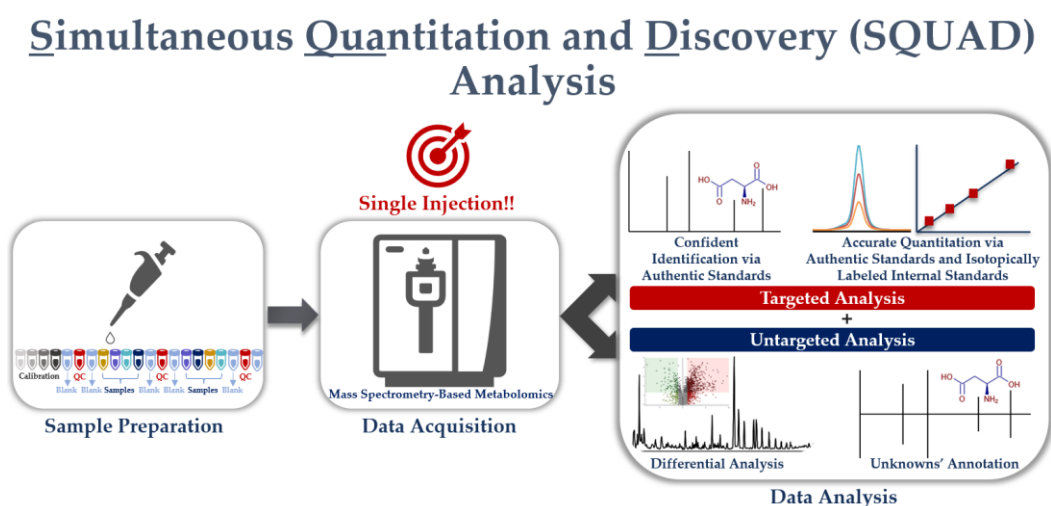 Simultaneous Quantitation and Discovery (SQUAD)
Analysis
Single Injection!!
Calibration
QC
QC
QC
Blank
Blank
Samples
Blank
Blank
Samples
Blank
Sample Preparation
Mass Spectrometry-Based Metabolomics
Data Acquisition
HO
O
O
OH
NH₂
Confident
Identification via
Authentic Standards
Accurate Quantitation via
Authentic Standards and Isotopically
Labeled Internal Standards
Targeted Analysis
+
Untargeted Analysis
HO
O
O
OH
NH₂
Differential Analysis
Unknowns' Annotation
Data Analysis